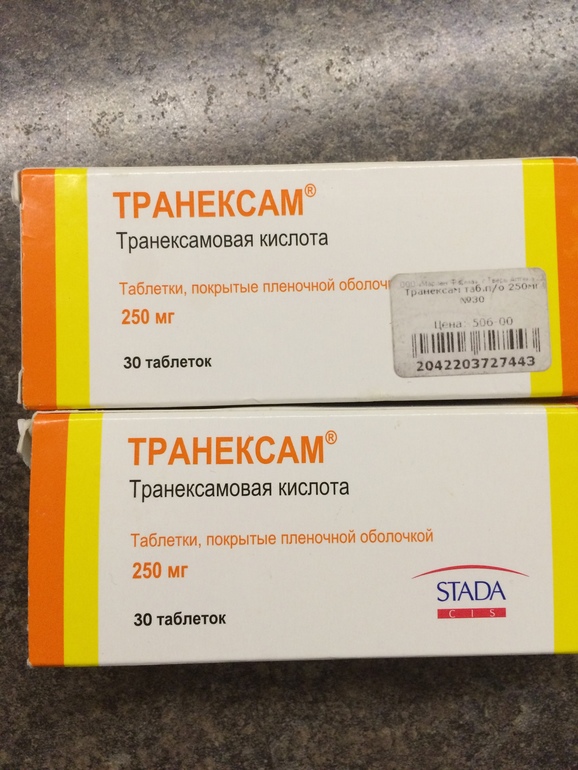 ТРАНЕКСАМ®
Транексамовая кислота
Таблетки, покрытые пленочной оболоч
250 мг
30 таблеток
Транексам табл п/о 250мг
№30
Цена: 506-00
2042203727443
ТРАНЕКСАМ®
Транексамовая кислота
Таблетки, покрытые пленочной оболочкой
250 мг
30 таблеток
STADA
CIS